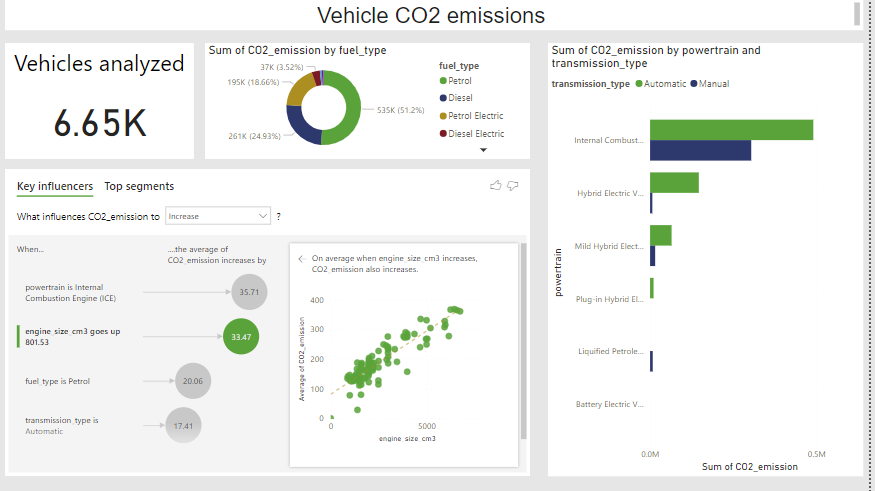 Vehicle CO2 emissions
Vehicles analyzed
6.65K
Sum of CO2_emission by fuel_type
37K (3.52%)
195K (18.66%)
535K (51.2%)
261K (24.93%)
fuel_type
Petrol
Diesel
Petrol Electric
Diesel Electric
Key influencers Top segments
What influences CO2_emission to Increase ?
When...
....the average of
CO2_emission increases by
powertrain is Internal
Combustion Engine (ICE)
35.71
engine_size_cm3 goes up
801.53
33.47
fuel_type is Petrol
20.06
transmission_type is
Automatic
17.41
On average when engine_size_cm3 increases,
CO2_emission also increases.
Average of CO2_emission
400
300
200
100
0
0 5000
engine_size_cm3
Sum of CO2_emission by powertrain and
transmission_type
transmission_type Automatic Manual
powertrain
Internal Combust...
Hybrid Electric V...
Mild Hybrid Elect...
Plug-in Hybrid El...
Liquified Petrole...
Battery Electric V...
0.0M 0.5M
Sum of CO2_emission